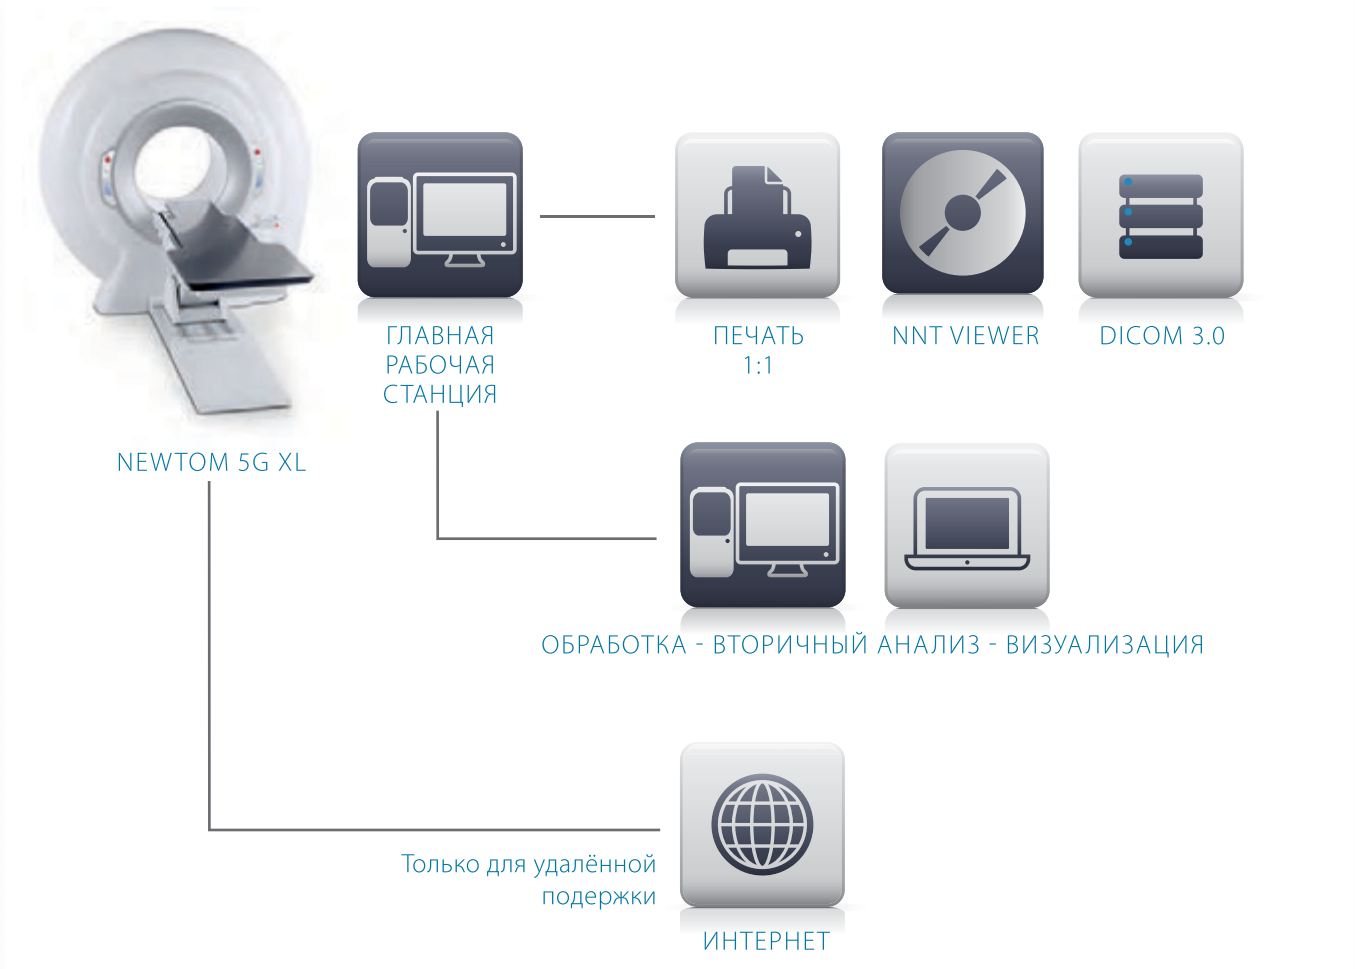 ГЛАВНАЯ
РАБОЧАЯ
СТАНЦИЯ
ПЕЧАТЬ
1:1
NNT VIEWER
DICOM 3.0
NEWTOM 5G XL
ОБРАБОТКА - ВТОРИЧНЫЙ АНАЛИЗ - ВИЗУАЛИЗАЦИЯ
Только для удалённой
подержки
ИНТЕРНЕТ